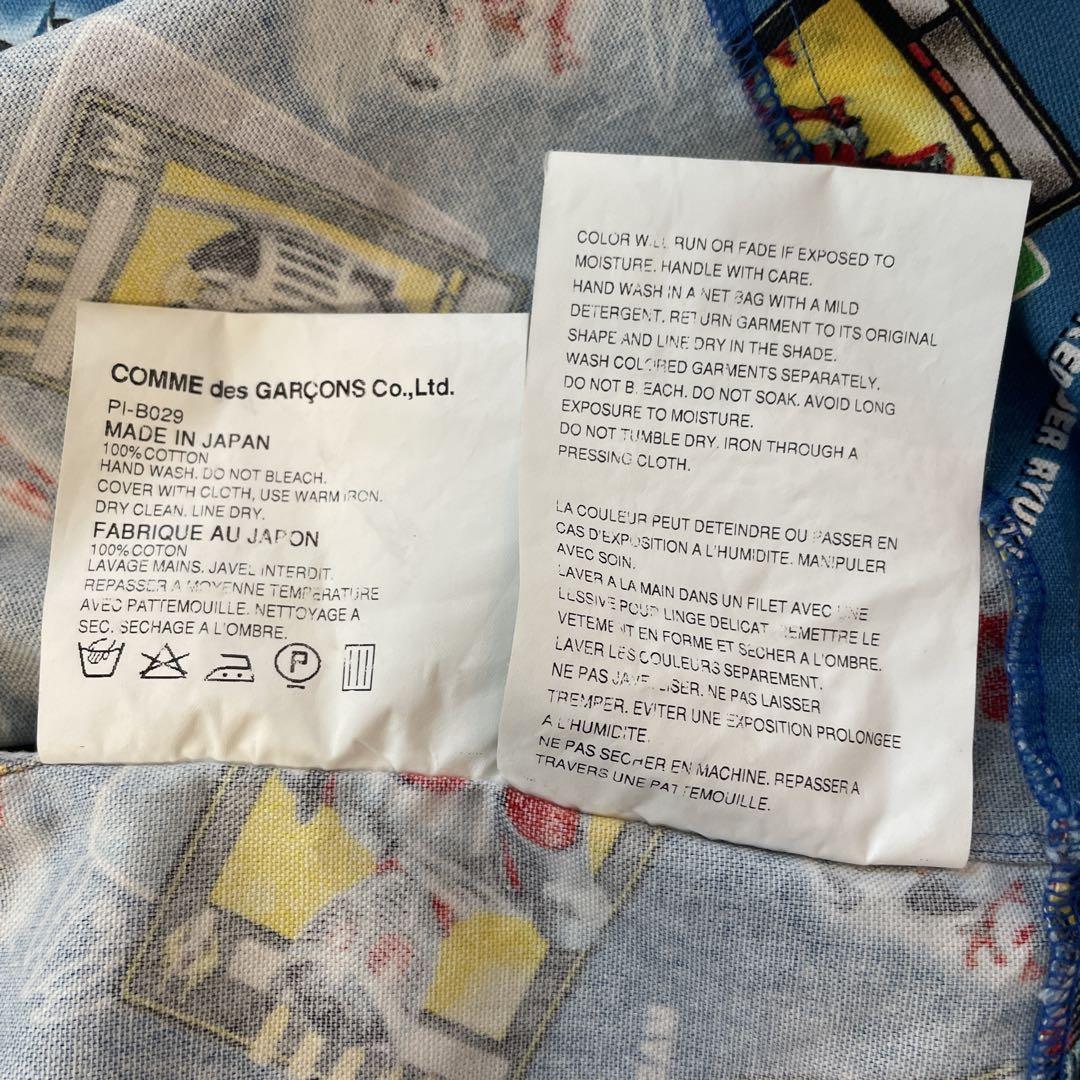 COMME des GARÇONS Co.,Ltd.
PI-B029
MADE IN JAPAN
100% COTTON
HAND WASH. DO NOT BLEACH.
COVER WITH CLOTH, USE WARM IRON.
DRY CLEAN. LINE DRY.
FABRIQUE AU JAPON
100% COTON
LAVAGE MAINS. JAVEL INTERDIT.
REPASSER A MOYENNE TEMPERATURE
AVEC PATTEMOUILLE. NETTOYAGE A
SEC. SECHAGE A L'OMBRE.
P
COLOR WILL RUN OR FADE IF EXPOSED TO
MOISTURE. HANDLE WITH CARE.
HAND WASH IN A NET BAG WITH A MILD
DETERGENT. RETURN GARMENT TO ITS ORIGINAL
SHAPE AND LINE DRY IN THE SHADE.
WASH COLORED GARMENTS SEPARATELY.
DO NOT BLEACH. DO NOT SOAK. AVOID LONG
EXPOSURE TO MOISTURE.
DO NOT TUMBLE DRY. IRON THROUGH A
PRESSING CLOTH.
LA COULEUR PEUT DETEINDRE OU PASSER EN
CAS D'EXPOSITION A L'HUMIDITE. MANIPULER
AVEC SOIN.
LAVER A LA MAIN DANS UN FILET AVEC UNE
LESSIVE POUR LINGE DELICAT. REMETTRE LE
VETEMENT EN FORME ET SECHER A L'OMBRE.
LAVER LES COULEURS SEPAREMENT.
NE PAS JAVELLISER. NE PAS LAISSER
TREMPER. EVITER UNE EXPOSITION PROLONGEE
A L'HUMIDITE.
NE PAS SECHER EN MACHINE. REPASSER A
TRAVERS UNE PATTEMOUILLE.